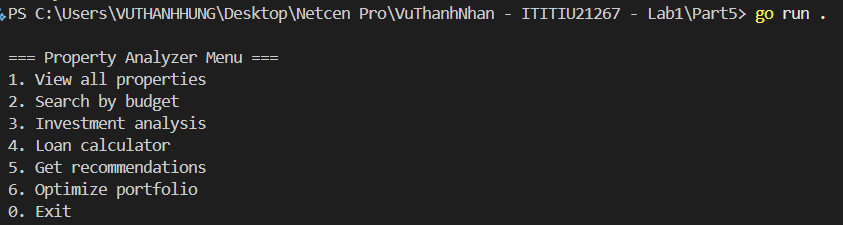 PS C:\Users\VUTHANHHUNG\Desktop\Netcen Pro\VuThanhNhan - ITITIU21267 - Lab1\Part5> go run .
=== Property Analyzer Menu ===
1. View all properties
2. Search by budget
3. Investment analysis
4. Loan calculator
5. Get recommendations
6. Optimize portfolio
0. Exit